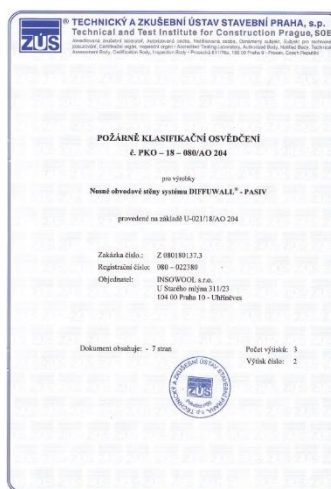 ZÚS
® TECHNICKÝ A ZKUŠEBNÍ ÚSTAV STAVEBNÍ PRAHA, s.p.
Technical and Test Institute for Construction Prague, SOE
POŽÁRNĚ KLASIFIKAČNÍ OSVĚDČENÍ
č. PKO – 18 – 080/AO 204
pro výrobky
Nosné obvodové stěny systému DIFFUWALL® - PASIV
provedené na základě U-021/18/AO 204
Zakázka číslo.: Z 080180137.3
Registrační číslo: 080 – 022380
Objednatel: INSOWOOL s.r.o.
U Starého mlýna 311/23
104 00 Praha 10 - Uhříněves
Dokument obsahuje: - 7 stran
Počet výtisků: 3
Výtisk číslo: 2